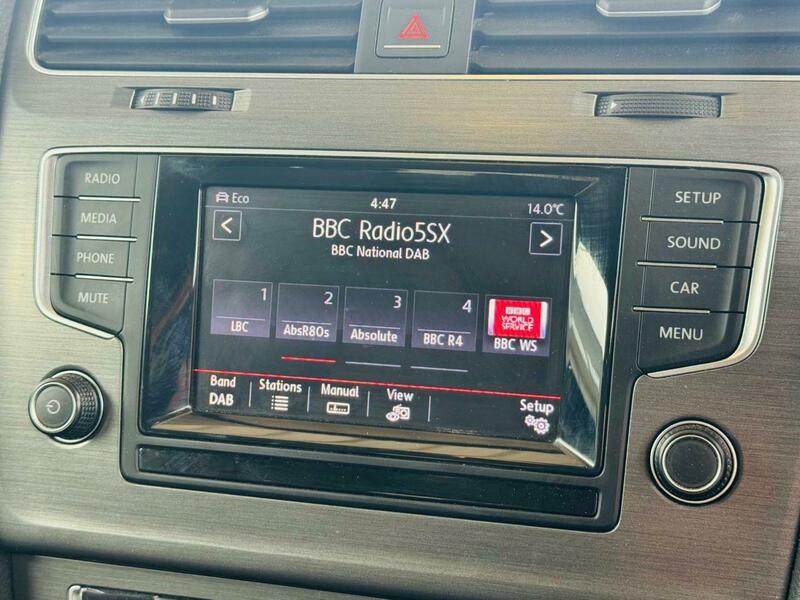 RADIO
MEDIA
PHONE
MUTE
Eco
4:47
14.0°C
<
BBC Radio5SX
>
BBC National DAB
1
2
3
4
LBC
AbsR80s
Absolute
BBC R4
BBC
WORLD
SERVICE
BBC WS
Band
DAB
Stations
Manual
View
Setup
SETUP
SOUND
CAR
MENU